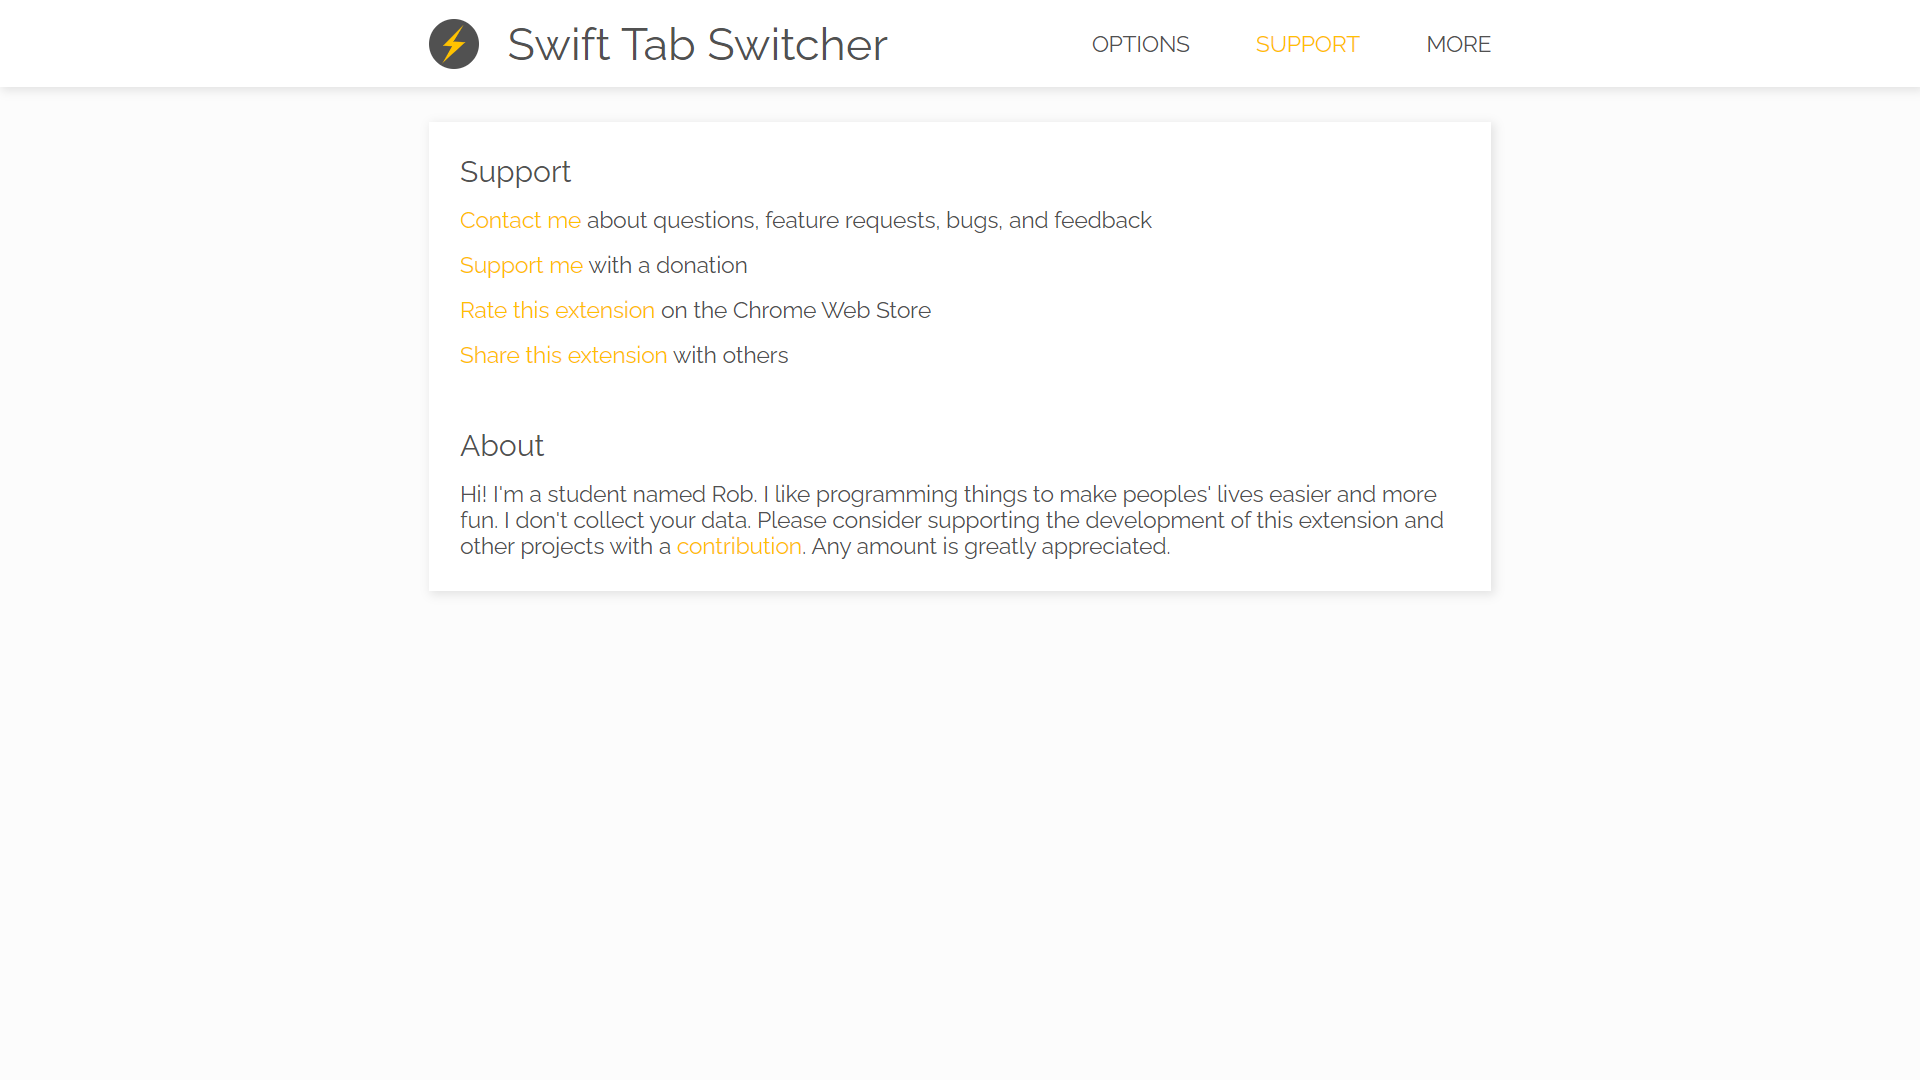 Swift Tab Switcher
OPTIONS
SUPPORT
MORE
Support
Contact me about questions, feature requests, bugs, and feedback
Support me with a donation
Rate this extension on the Chrome Web Store
Share this extension with others
About
Hi! I'm a student named Rob. I like programming things to make peoples' lives easier and more
fun. I don't collect your data. Please consider supporting the development of this extension and
other projects with a contribution. Any amount is greatly appreciated.